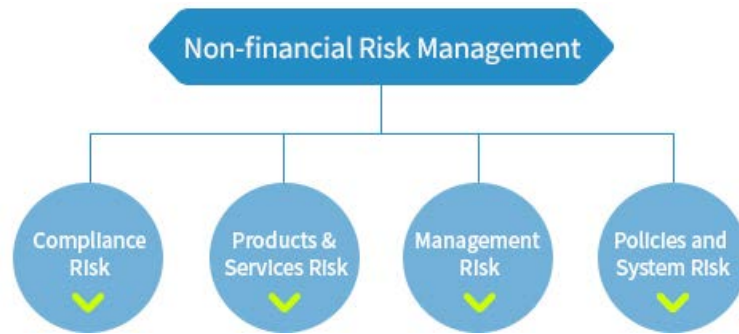 Non-financial Risk Management
Compliance
Risk
Products &
Services Risk
Management
Risk
Policies and
System Risk